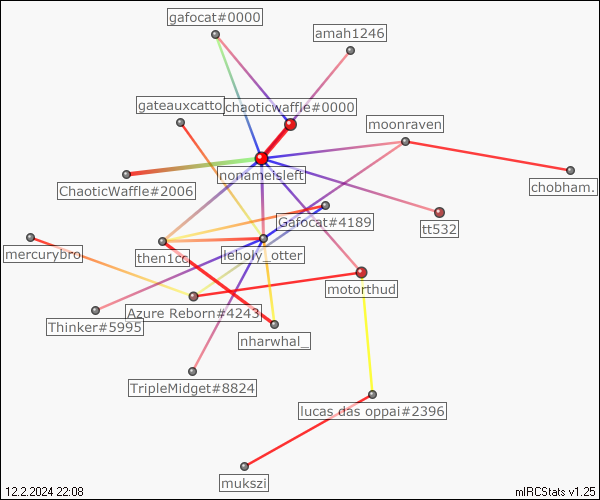 gafocat#0000
amah1246
gateauxcatto
chaoticwaffle#0000
moonraven
nonameisleft
ChaoticWaffle#2006
chobham.
Gafocat#4189
tt532
mercurybro
then1cc
leholy_otter
motorthud
Azure Reborn#4243
Thinker#5995
nharwhal_
TripleMidget#8824
lucas das oppai#2396
mukszi
12.2.2024 22:08
mIRCStats v1.25